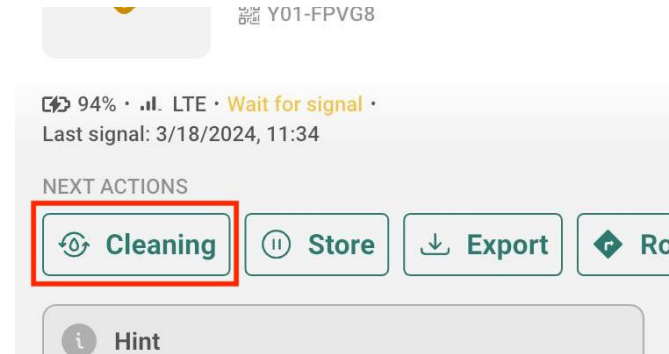 Y01-FPVG8
94% · LTE · Wait for signal ·
Last signal: 3/18/2024, 11:34
NEXT ACTIONS
Cleaning Store Export Ro
Hint